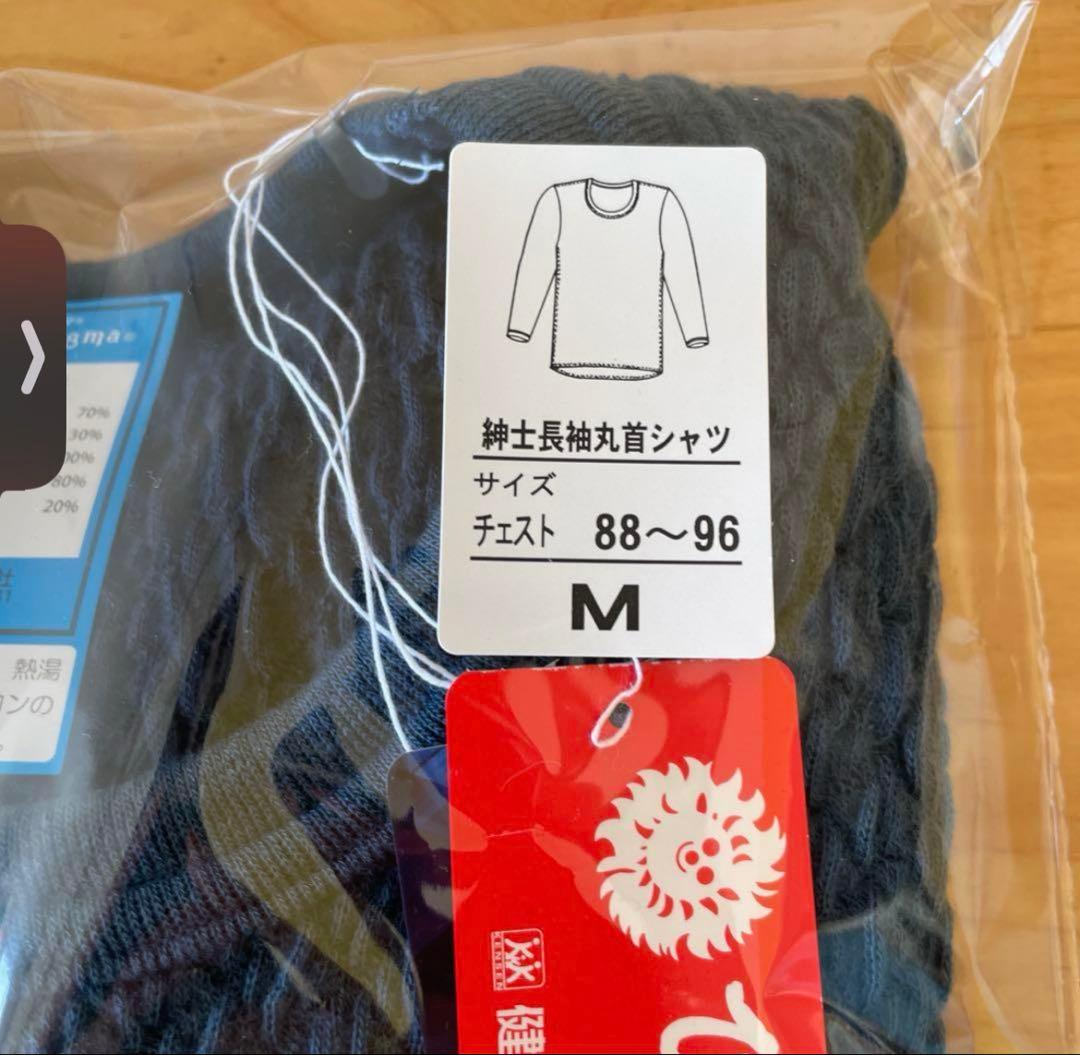 紳士長袖丸首シャツ
サイズ
チェスト 88～96
M
70%
30%
80%
20%
熱湯
ンの
KENSEN
健